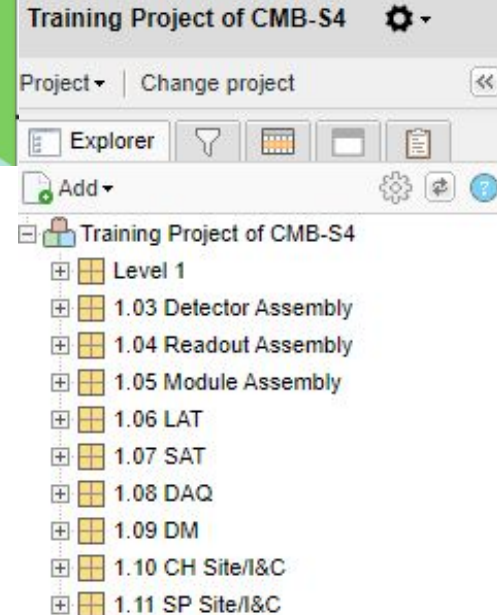 Training Project of CMB-S4
Project | Change project
Explorer
Add
Training Project of CMB-S4
Level 1
1.03 Detector Assembly
1.04 Readout Assembly
1.05 Module Assembly
1.06 LAT
1.07 SAT
1.08 DAQ
1.09 DM
1.10 CH Site/I&C
1.11 SP Site/I&C